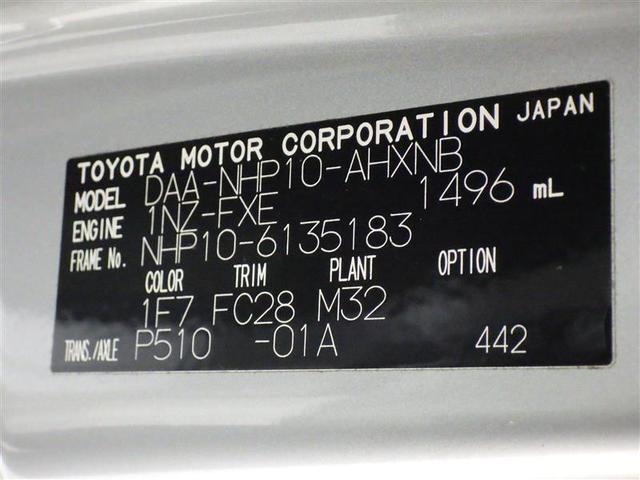 TOYOTA MOTOR CORPORATION JAPAN
MODEL DAA-NHP10-AHXNB
ENGINE 1NZ-FXE 1496 mL
FRAME No. NHP10-6135183
COLOR TRIM PLANT OPTION
1F7 FC28 M32
TRANS./AXLE P510 -01A 442